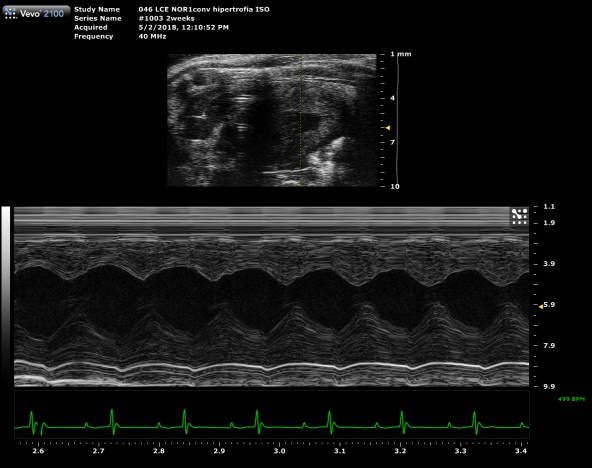 Vevo 2100
Study Name 046 LCE NOR1conv hipertrofia ISO
Series Name #1003 2weeks
Acquired 5/2/2018, 12:10:52 PM
Frequency 40 MHz
1 mm
4
7
10
1.1
1.9
3.9
5.9
7.9
9.9
499 BPM
2.6 2.7 2.8 2.9 3.0 3.1 3.2 3.3 3.4